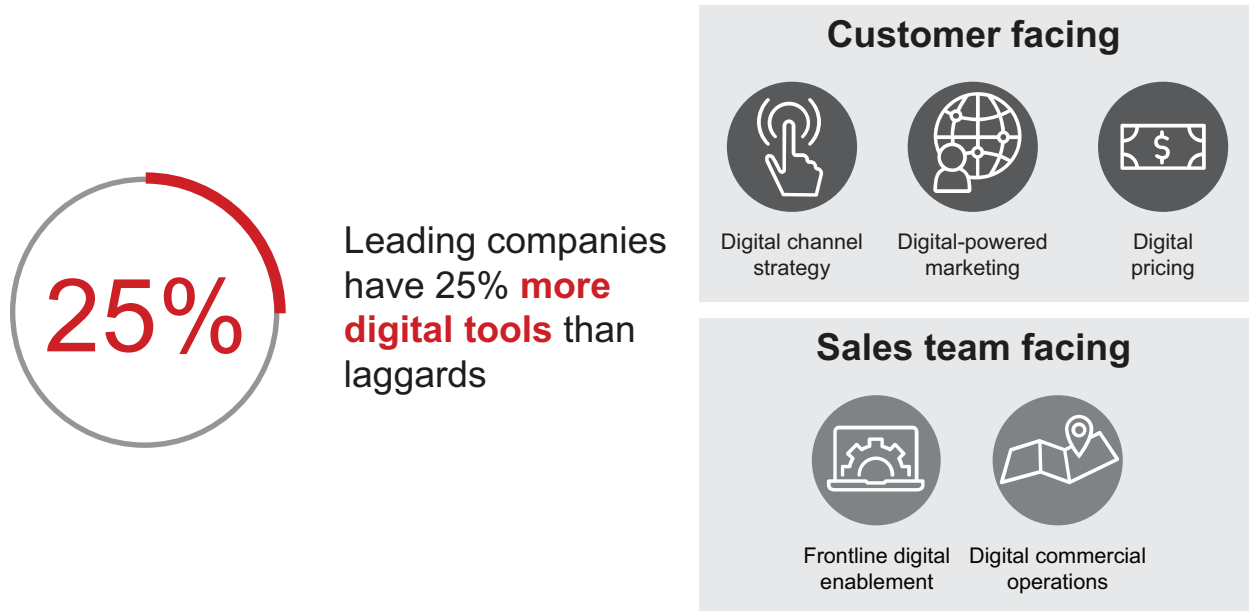 25%
Leading companies
have 25% more
digital tools than
laggards
Customer facing
$
Digital channel
strategy
Digital-powered
marketing
Digital
pricing
Sales team facing
Frontline digital
enablement
Digital commercial
operations